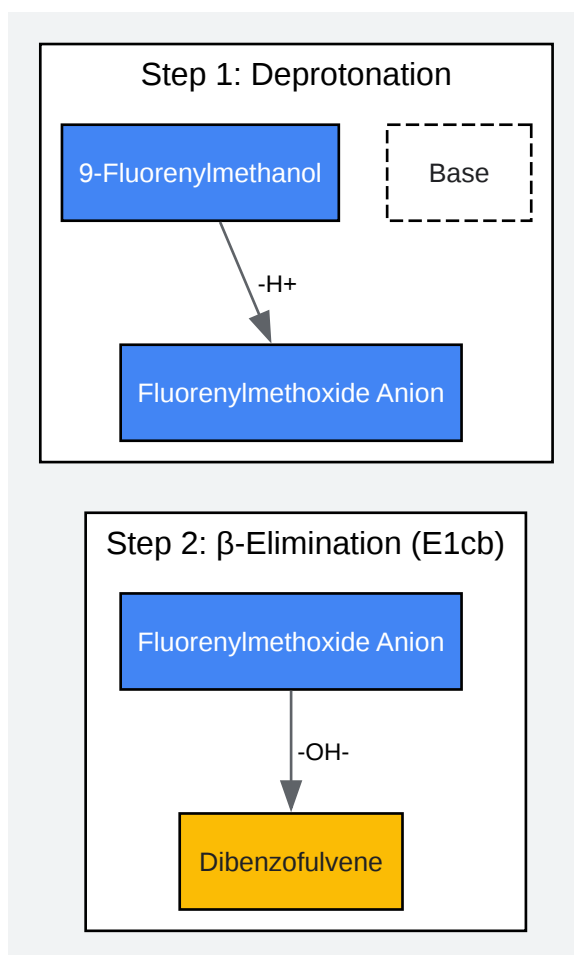 Step 1: Deprotonation
9-Fluorenylmethanol
Base
-H+
Fluorenylmethoxide Anion
Step 2: β-Elimination (E1cb)
Fluorenylmethoxide Anion
-OH-
Dibenzofulvene